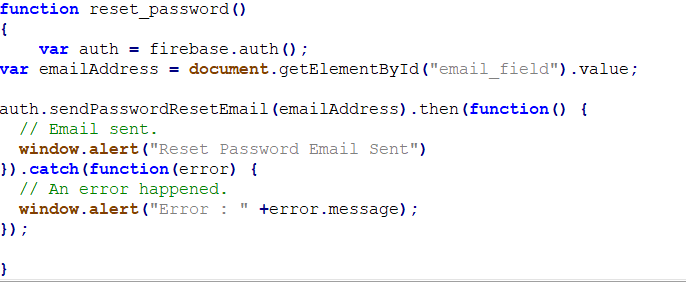 function reset_password()
{
    var auth = firebase.auth();
var emailAddress = document.getElementById("email_field").value;

auth.sendPasswordResetEmail(emailAddress).then(function() {
  // Email sent.
  window.alert("Reset Password Email Sent")
}).catch(function(error) {
  // An error happened.
  window.alert("Error : " +error.message);
});

}